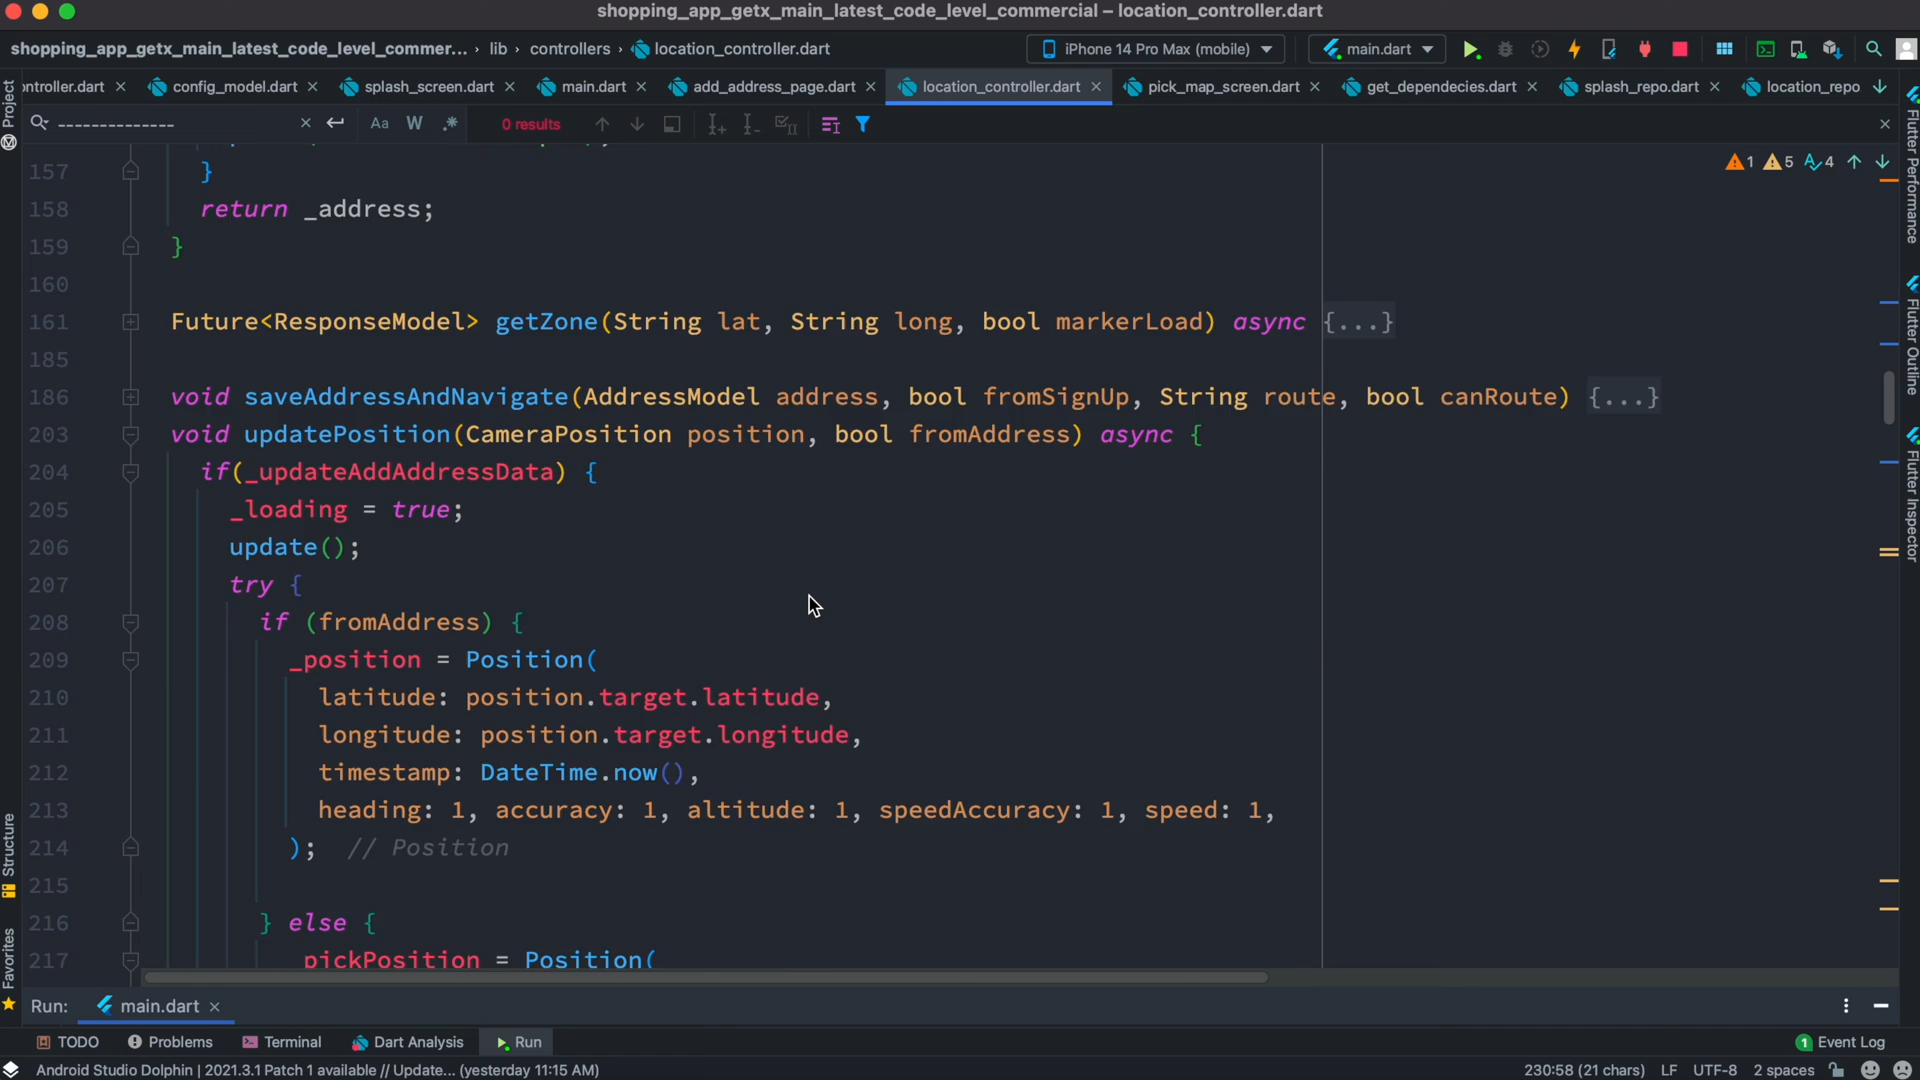 shopping_app_getx_main_latest_code_level_commercial – location_controller.dart
shopping_app_getx_main_latest_code_level_commer... › lib › controllers › location_controller.dart
iPhone 14 Pro Max (mobile)
main.dart
ontroller.dart
config_model.dart
splash_screen.dart
main.dart
add_address_page.dart
location_controller.dart
pick_map_screen.dart
get_dependecies.dart
splash_repo.dart
location_repo
--------------
Aa W .*
0 results
1 5 4
157 }
158 return _address;
159 }
160
161 Future<ResponseModel> getZone(String lat, String long, bool markerLoad) async {...}
185
186 void saveAddressAndNavigate(AddressModel address, bool fromSignUp, String route, bool canRoute) {...}
203 void updatePosition(CameraPosition position, bool fromAddress) async {
204 if(_updateAddAddressData) {
205 _loading = true;
206 update();
207 try {
208 if (fromAddress) {
209 _position = Position(
210 latitude: position.target.latitude,
211 longitude: position.target.longitude,
212 timestamp: DateTime.now(),
213 heading: 1, accuracy: 1, altitude: 1, speedAccuracy: 1, speed: 1,
214 ); // Position
215
216 } else {
217 pickPosition = Position(
Project
Structure
Favorites
Flutter Performance
Flutter Outline
Flutter Inspector
Run: main.dart
TODO
Problems
Terminal
Dart Analysis
Run
1 Event Log
Android Studio Dolphin | 2021.3.1 Patch 1 available // Update... (yesterday 11:15 AM)
230:58 (21 chars) LF UTF-8 2 spaces